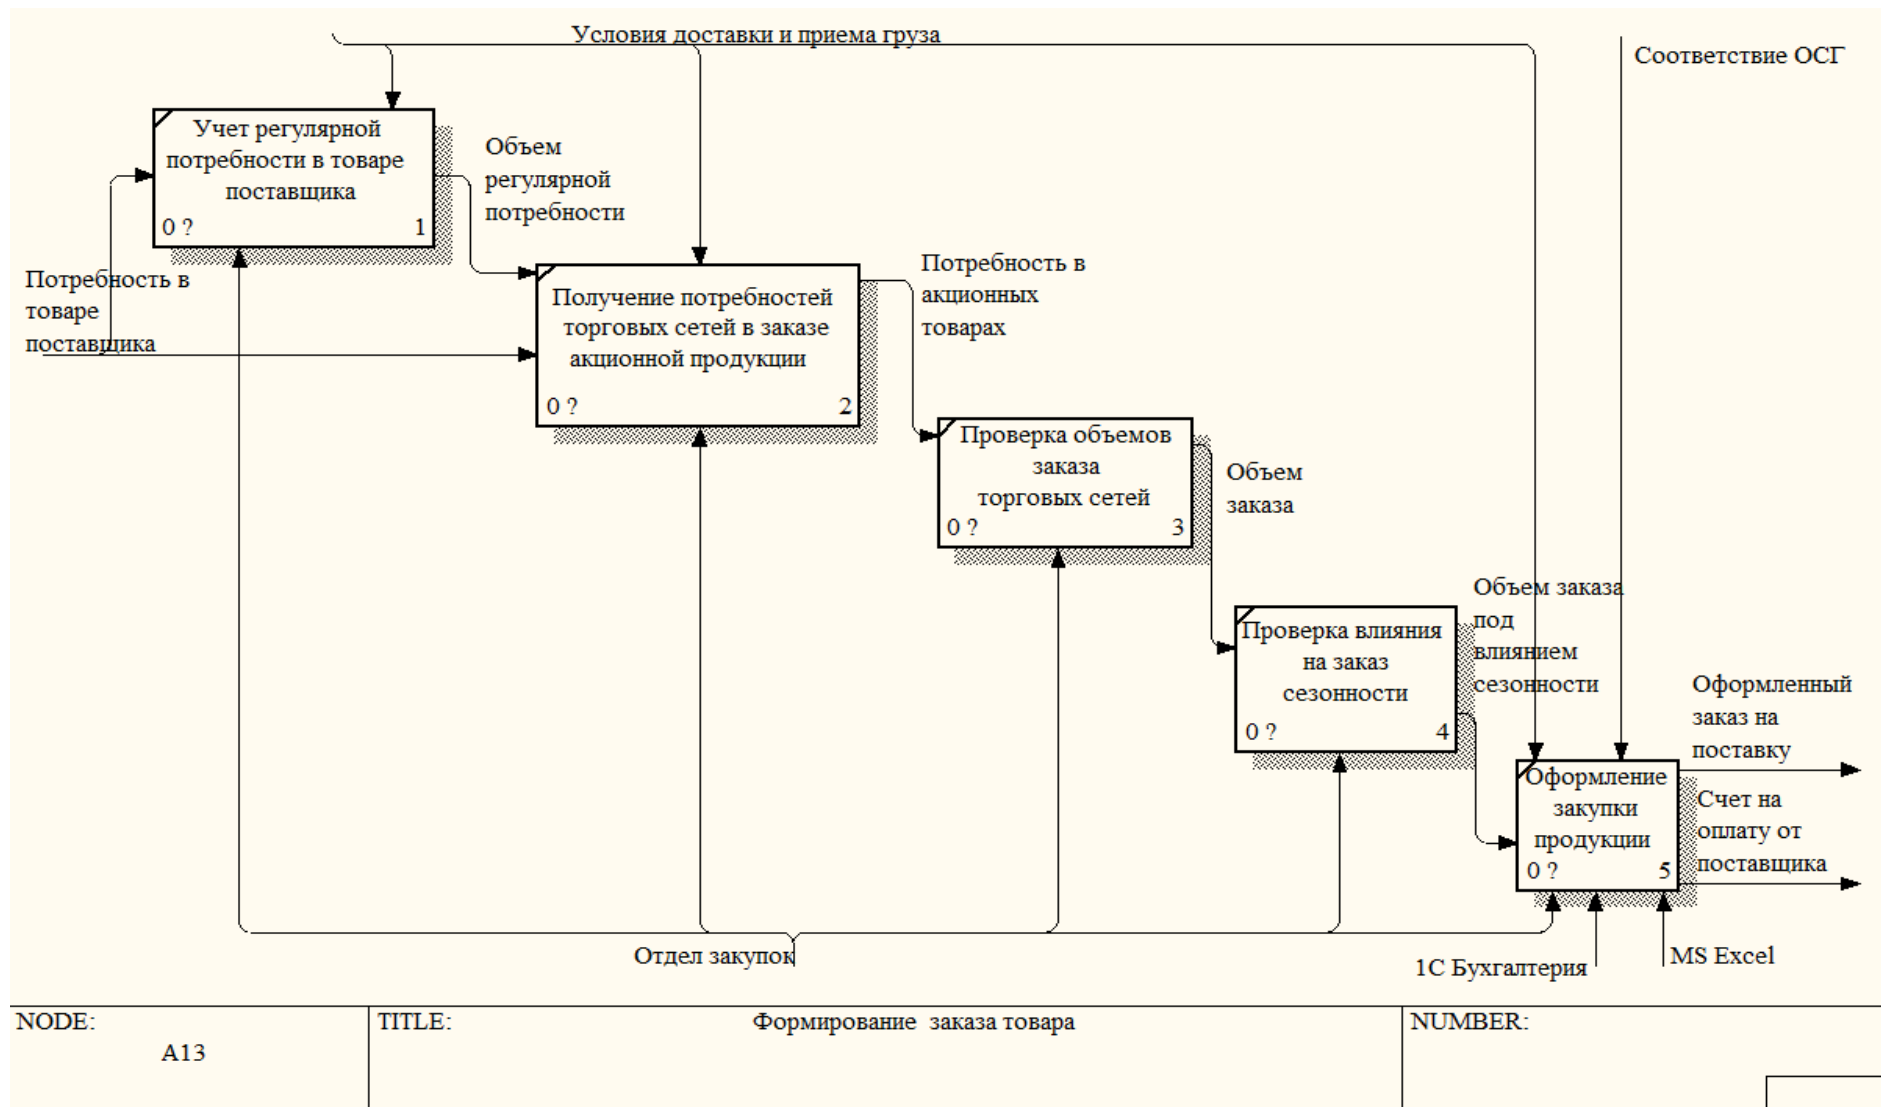 Условия доставки и приема груза
Соответствие ОСГ
Учет регулярной
потребности в товаре
поставщика
0 ?
1
Объем
регулярной
потребности
Потребность в
товаре
поставщика
Получение потребностей
торговых сетей в заказе
акционной продукции
0 ?
2
Потребность в
акционных
товарах
Проверка объемов
заказа
торговых сетей
0 ?
3
Объем
заказа
Проверка влияния
на заказ
сезонности
0 ?
4
Объем заказа
под
влиянием
сезонности
Оформление
закупки
продукции
0 ?
5
Оформленный
заказ на
поставку
Счет на
оплату от
поставщика
Отдел закупок
1С Бухгалтерия
MS Excel
NODE:
A13
TITLE:
Формирование заказа товара
NUMBER: